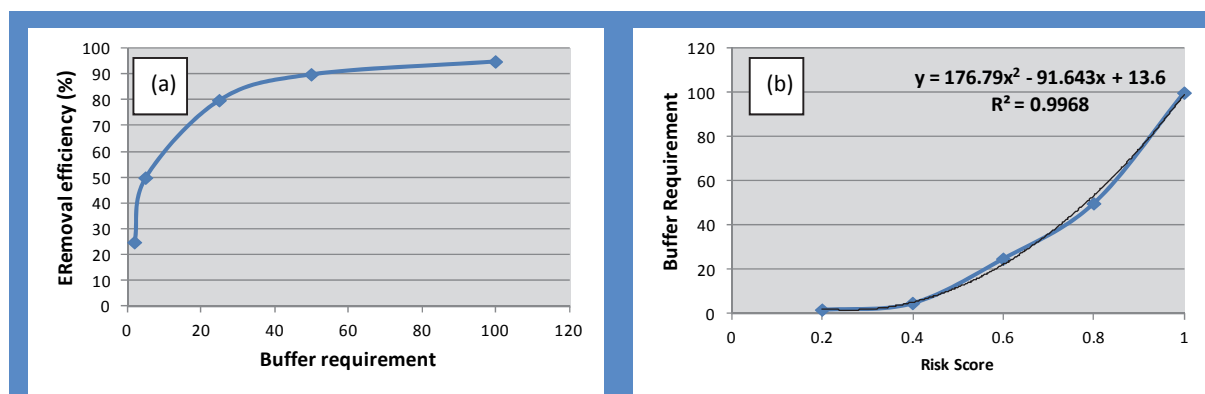 (a)
ERemoval efficiency (%)
100
90
80
70
60
50
40
30
20
10
0
0 20 40 60 80 100 120
Buffer requirement
(b)
y = 176.79x² - 91.643x + 13.6
R² = 0.9968
Buffer Requirement
120
100
80
60
40
20
0
0 0.2 0.4 0.6 0.8 1
Risk Score